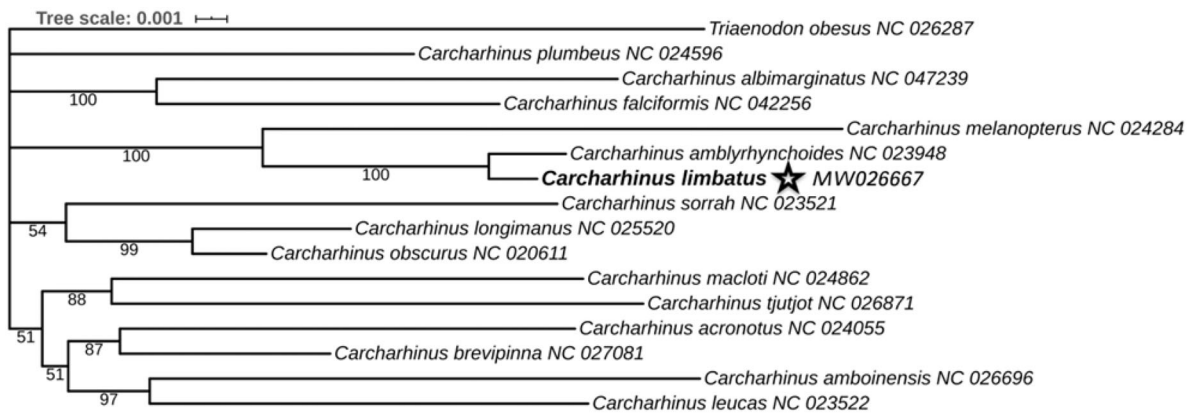 Tree scale: 0.001
Triaenodon obesus NC 026287
Carcharhinus plumbeus NC 024596
Carcharhinus albimarginatus NC 047239
100
Carcharhinus falciformis NC 042256
Carcharhinus melanopterus NC 024284
100
Carcharhinus amblyrhynchoides NC 023948
100
Carcharhinus limbatus MW026667
Carcharhinus sorrah NC 023521
54
Carcharhinus longimanus NC 025520
99
Carcharhinus obscurus NC 020611
Carcharhinus macloti NC 024862
88
Carcharhinus tjutjot NC 026871
Carcharhinus acronotus NC 024055
51
87
Carcharhinus brevipinna NC 027081
51
Carcharhinus amboinensis NC 026696
97
Carcharhinus leucas NC 023522